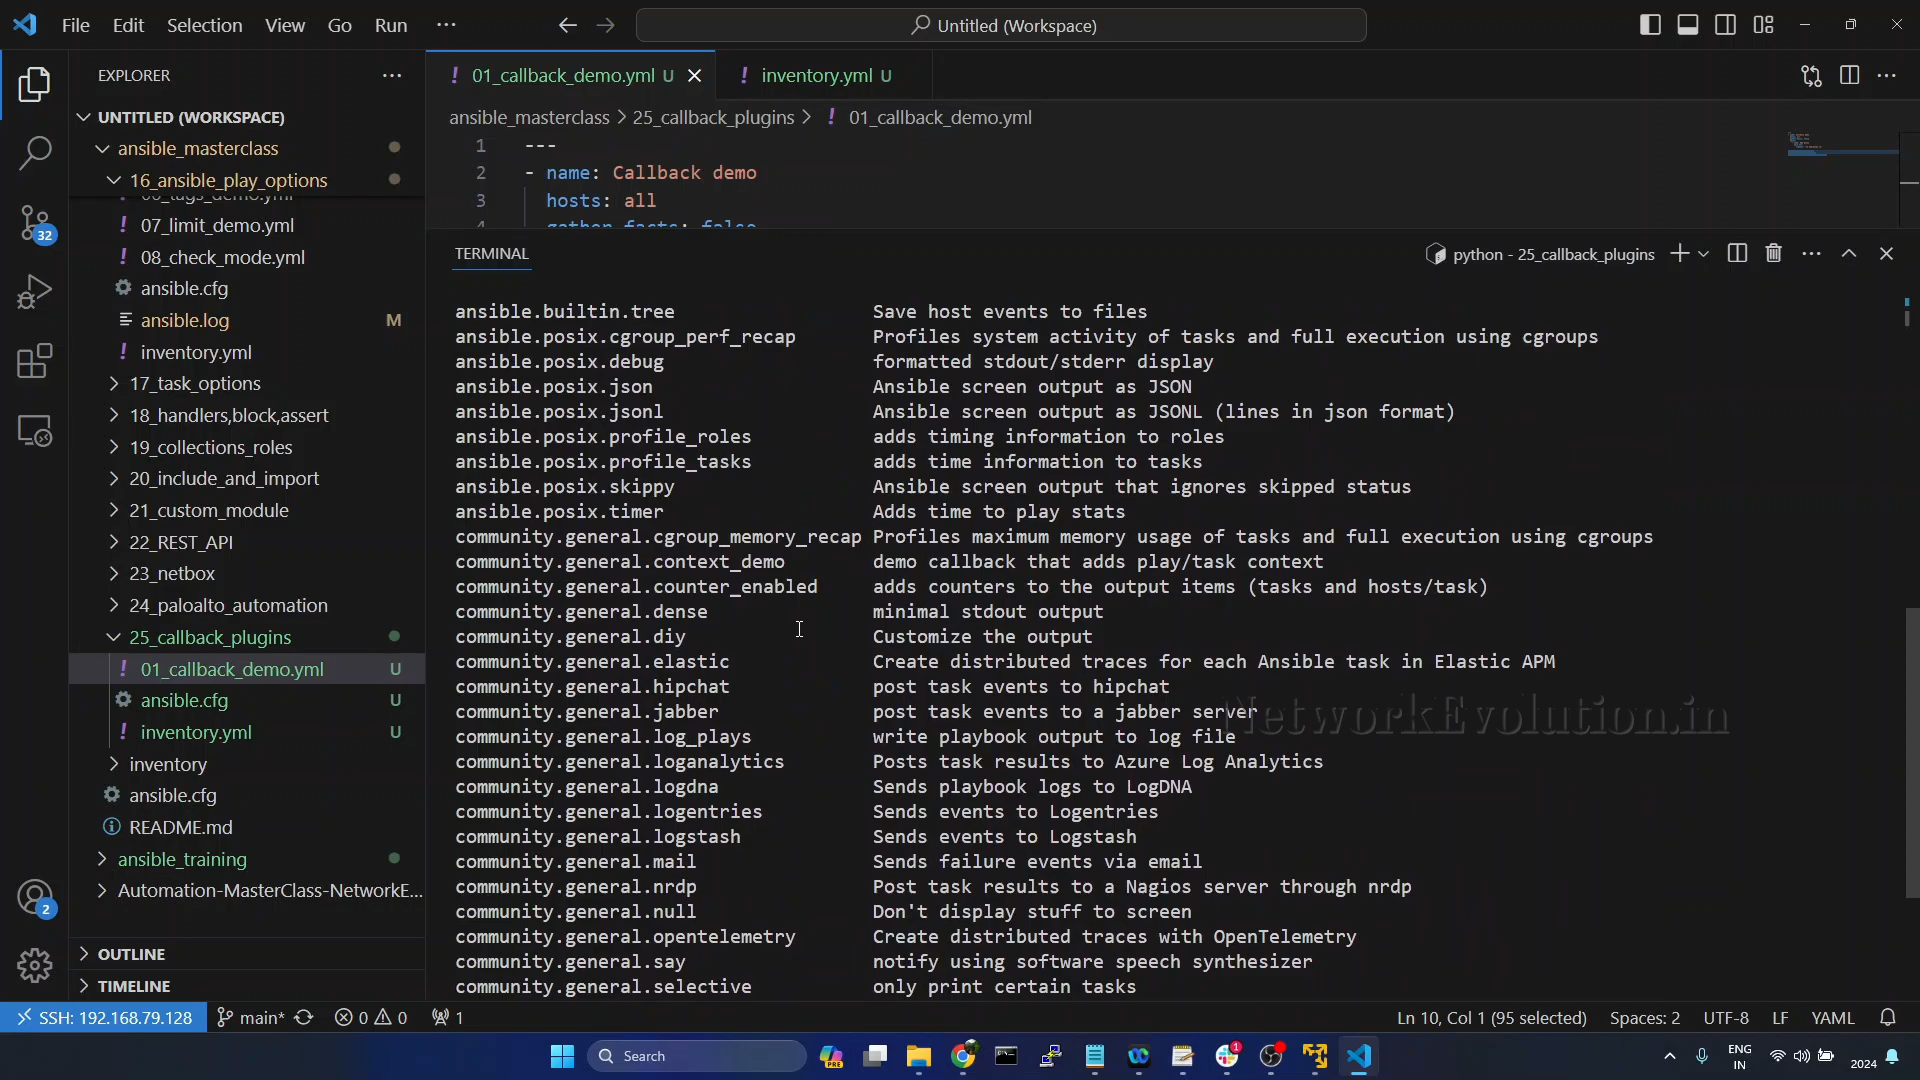 File Edit Selection View Go Run ··· Untitled (Workspace)
EXPLORER ···
UNTITLED (WORKSPACE)
ansible_masterclass
16_ansible_play_options
06_tags_demo.yml
07_limit_demo.yml
08_check_mode.yml
ansible.cfg
ansible.log M
inventory.yml
17_task_options
18_handlers,block,assert
19_collections_roles
20_include_and_import
21_custom_module
22_REST_API
23_netbox
24_paloalto_automation
25_callback_plugins
01_callback_demo.yml U
ansible.cfg U
inventory.yml U
inventory
ansible.cfg
README.md
ansible_training
Automation-MasterClass-NetworkE...
OUTLINE
TIMELINE
32
2
01_callback_demo.yml U
inventory.yml U
ansible_masterclass > 25_callback_plugins > 01_callback_demo.yml
1 ---
2 - name: Callback demo
3 hosts: all
4 gather_facts: false
TERMINAL
python - 25_callback_plugins
ansible.builtin.tree Save host events to files
ansible.posix.cgroup_perf_recap Profiles system activity of tasks and full execution using cgroups
ansible.posix.debug formatted stdout/stderr display
ansible.posix.json Ansible screen output as JSON
ansible.posix.jsonl Ansible screen output as JSONL (lines in json format)
ansible.posix.profile_roles adds timing information to roles
ansible.posix.profile_tasks adds time information to tasks
ansible.posix.skippy Ansible screen output that ignores skipped status
ansible.posix.timer Adds time to play stats
community.general.cgroup_memory_recap Profiles maximum memory usage of tasks and full execution using cgroups
community.general.context_demo demo callback that adds play/task context
community.general.counter_enabled adds counters to the output items (tasks and hosts/task)
community.general.dense minimal stdout output
community.general.diy Customize the output
community.general.elastic Create distributed traces for each Ansible task in Elastic APM
community.general.hipchat post task events to hipchat
community.general.jabber post task events to a jabber server
NetworkEvolution.in
community.general.log_plays write playbook output to log file
community.general.loganalytics Posts task results to Azure Log Analytics
community.general.logdna Sends playbook logs to LogDNA
community.general.logentries Sends events to Logentries
community.general.logstash Sends events to Logstash
community.general.mail Sends failure events via email
community.general.nrdp Post task results to a Nagios server through nrdp
community.general.null Don't display stuff to screen
community.general.opentelemetry Create distributed traces with OpenTelemetry
community.general.say notify using software speech synthesizer
community.general.selective only print certain tasks
SSH: 192.168.79.128 main* 0 0 1 Ln 10, Col 1 (95 selected) Spaces: 2 UTF-8 LF YAML
Search PRE 1 ENG
IN 2024